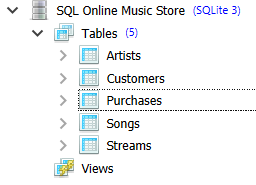 SQL Online Music Store (SQLite 3)
Tables (5)
Artists
Customers
Purchases
Songs
Streams
Views